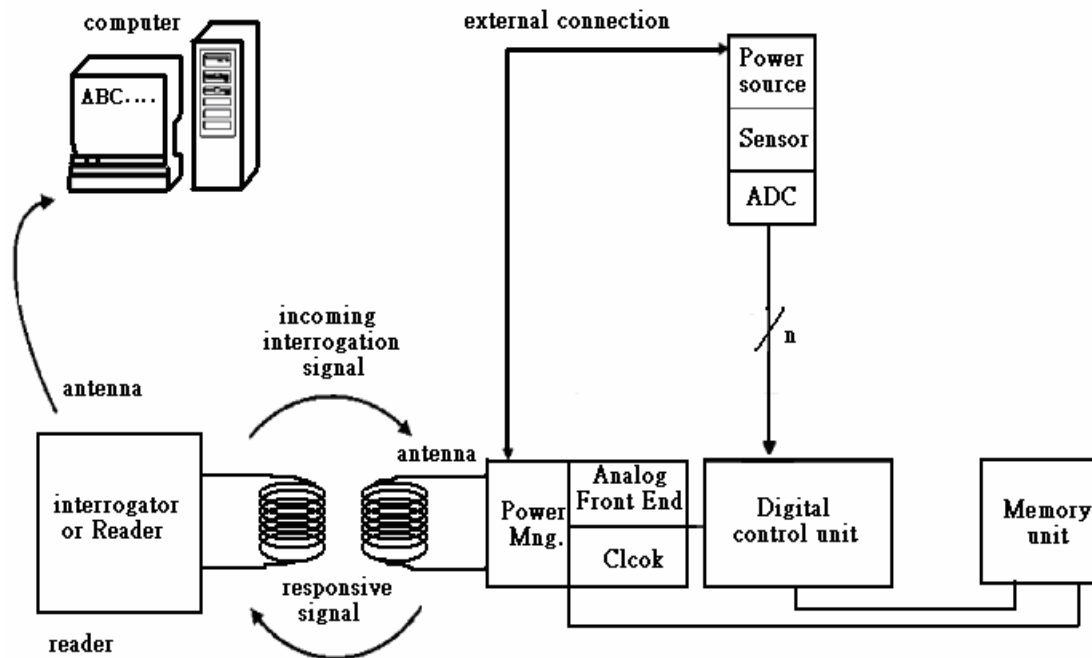 computer
external connection
ABC....
Power
source
Sensor
ADC
n
incoming
interrogation
signal
antenna
antenna
interrogator
or Reader
Power
Mng.
Analog
Front End
Clcok
Digital
control unit
Memory
unit
responsive
signal
reader